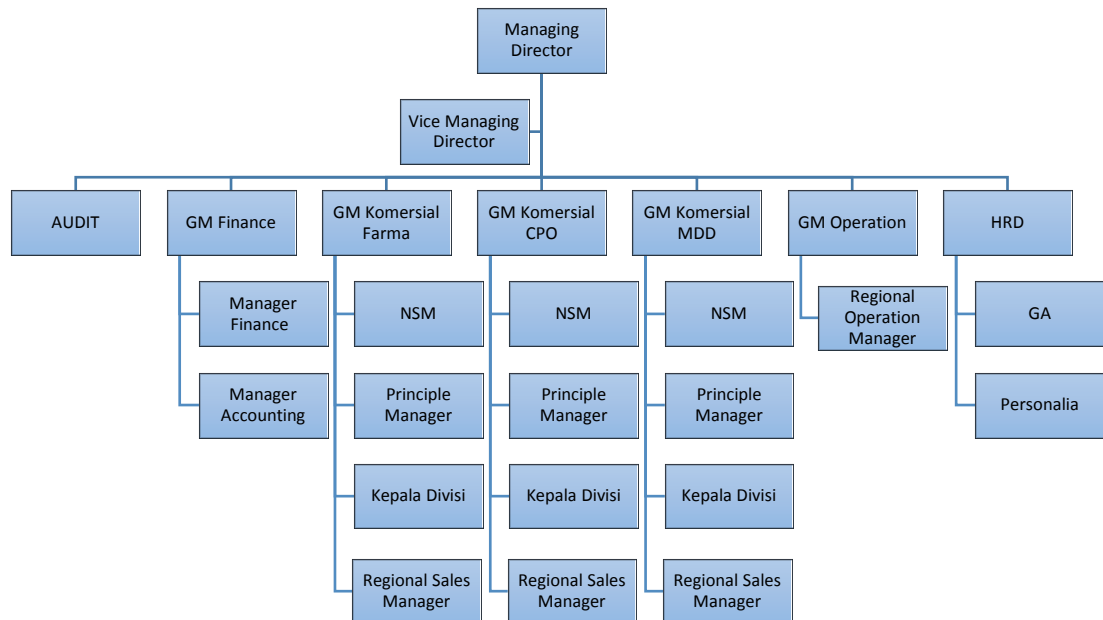 Managing
Director
Vice Managing
Director
AUDIT
GM Finance
GM Komersial
Farma
GM Komersial
CPO
GM Komersial
MDD
GM Operation
HRD
Manager
Finance
NSM
NSM
NSM
Regional
Operation
Manager
GA
Manager
Accounting
Principle
Manager
Principle
Manager
Principle
Manager
Personalia
Kepala Divisi
Kepala Divisi
Kepala Divisi
Regional Sales
Manager
Regional Sales
Manager
Regional Sales
Manager